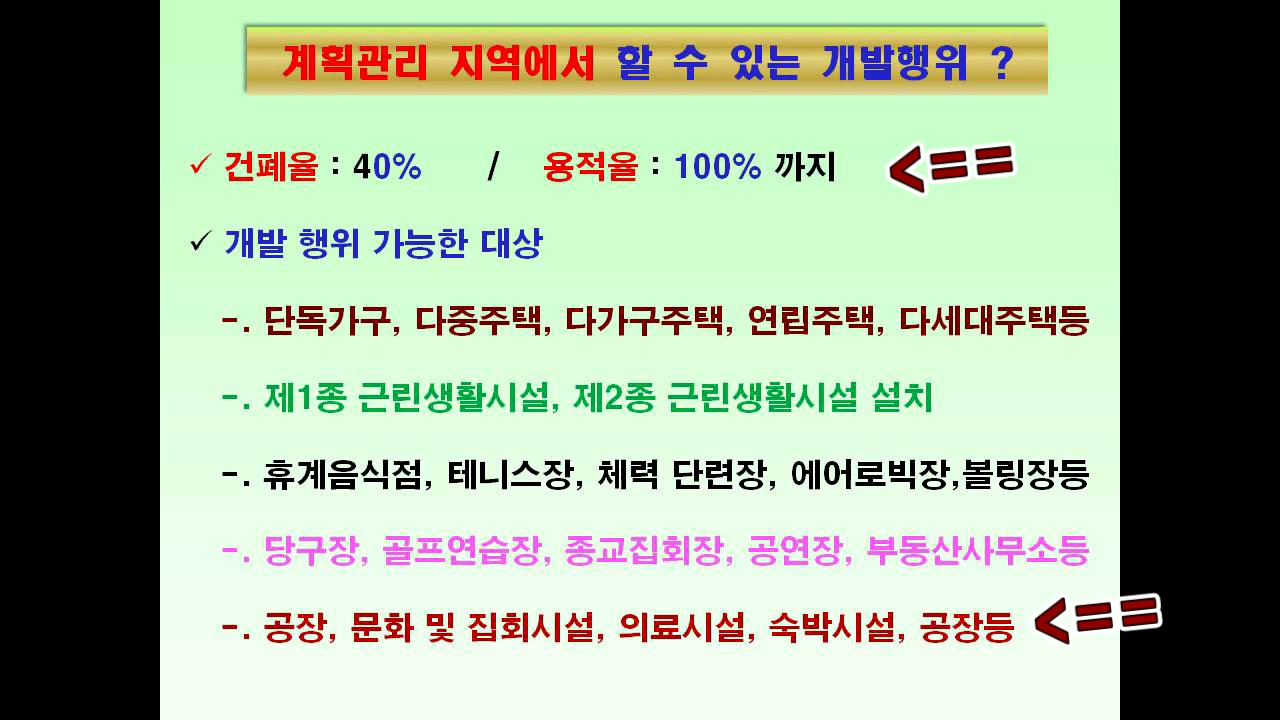 계획관리 지역에서 할 수 있는 개발행위 ?
✓ 건폐율 : 40% / 용적율 : 100% 까지 <==
✓ 개발 행위 가능한 대상
-. 단독가구, 다중주택, 다가구주택, 연립주택, 다세대주택등
-. 제1종 근린생활시설, 제2종 근린생활시설 설치
-. 휴계음식점, 테니스장, 체력 단련장, 에어로빅장,볼링장등
-. 당구장, 골프연습장, 종교집회장, 공연장, 부동산사무소등
-. 공장, 문화 및 집회시설, 의료시설, 숙박시설, 공장등 <==